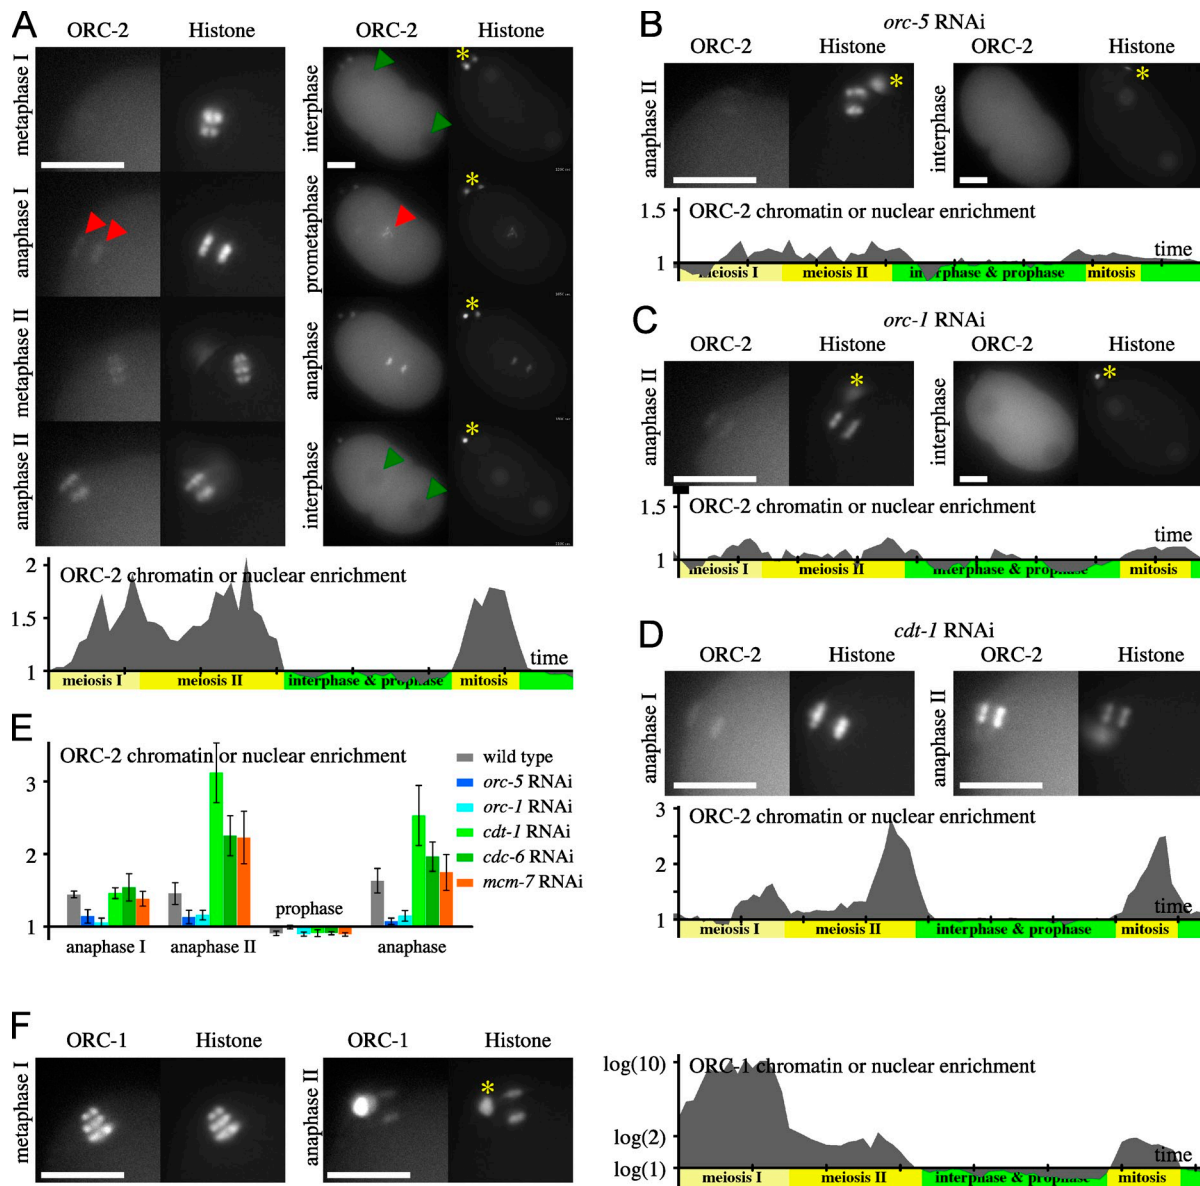 A
ORC-2 Histone ORC-2 Histone
metaphase I
anaphase I
metaphase II
anaphase II
interphase
prometaphase
anaphase
interphase
* * * *
2
1.5
1
ORC-2 chromatin or nuclear enrichment
time
meiosis I meiosis II interphase & prophase mitosis
B
orc-5 RNAi
ORC-2 Histone ORC-2 Histone
anaphase II
interphase
* *
1.5
1
ORC-2 chromatin or nuclear enrichment
time
meiosis I meiosis II interphase & prophase mitosis
C
orc-1 RNAi
ORC-2 Histone ORC-2 Histone
anaphase II
interphase
* *
1.5
1
ORC-2 chromatin or nuclear enrichment
time
meiosis I meiosis II interphase & prophase mitosis
D
cdt-1 RNAi
ORC-2 Histone ORC-2 Histone
anaphase I
anaphase II
3
2
1
ORC-2 chromatin or nuclear enrichment
time
meiosis I meiosis II interphase & prophase mitosis
E
ORC-2 chromatin or nuclear enrichment
3
2
1
wild type
orc-5 RNAi
orc-1 RNAi
cdt-1 RNAi
cdc-6 RNAi
mcm-7 RNAi
prophase
anaphase I anaphase II anaphase
F
ORC-1 Histone ORC-1 Histone
metaphase I
anaphase II
*
log(10)
log(2)
log(1)
ORC-1 chromatin or nuclear enrichment
time
meiosis I meiosis II interphase & prophase mitosis